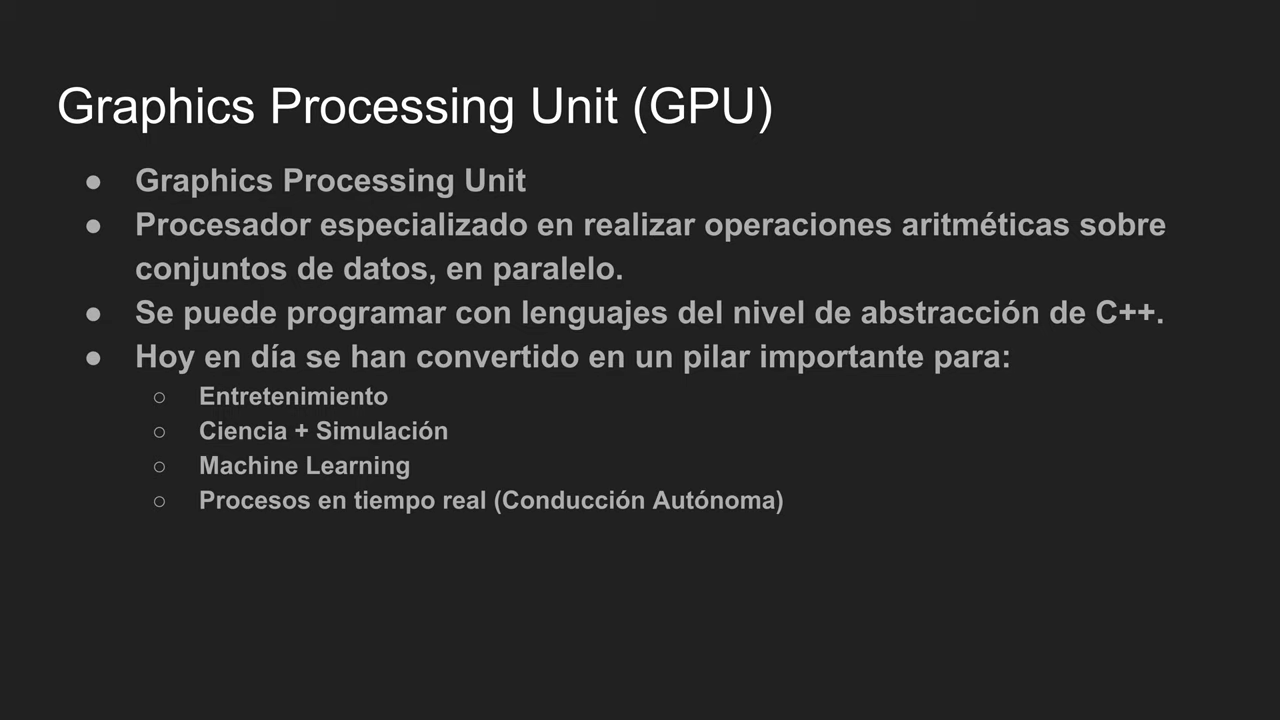 Graphics Processing Unit (GPU)
● Graphics Processing Unit
● Procesador especializado en realizar operaciones aritméticas sobre
conjuntos de datos, en paralelo.
● Se puede programar con lenguajes del nivel de abstracción de C++.
● Hoy en día se han convertido en un pilar importante para:
○ Entretenimiento
○ Ciencia + Simulación
○ Machine Learning
○ Procesos en tiempo real (Conducción Autónoma)